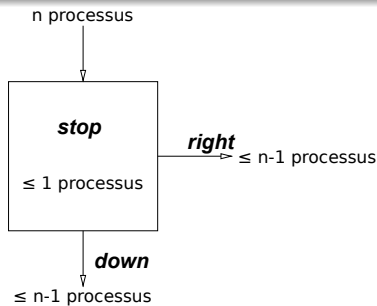 n processus
stop
right
≤ n-1 processus
≤ 1 processus
down
≤ n-1 processus